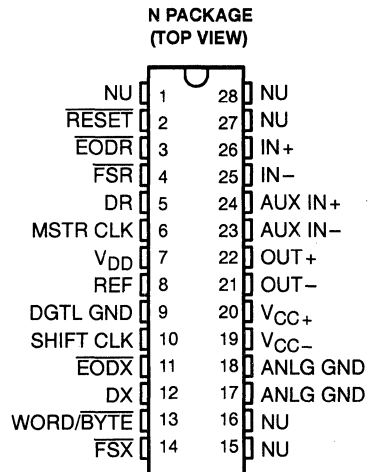 N PACKAGE
(TOP VIEW)
NU 1 28 NU
RESET 2 27 NU
EODR 3 26 IN+
FSR 4 25 IN−
DR 5 24 AUX IN+
MSTR CLK 6 23 AUX IN−
VDD 7 22 OUT+
REF 8 21 OUT−
DGTL GND 9 20 VCC+
SHIFT CLK 10 19 VCC−
EODX 11 18 ANLG GND
DX 12 17 ANLG GND
WORD/BYTE 13 16 NU
FSX 14 15 NU